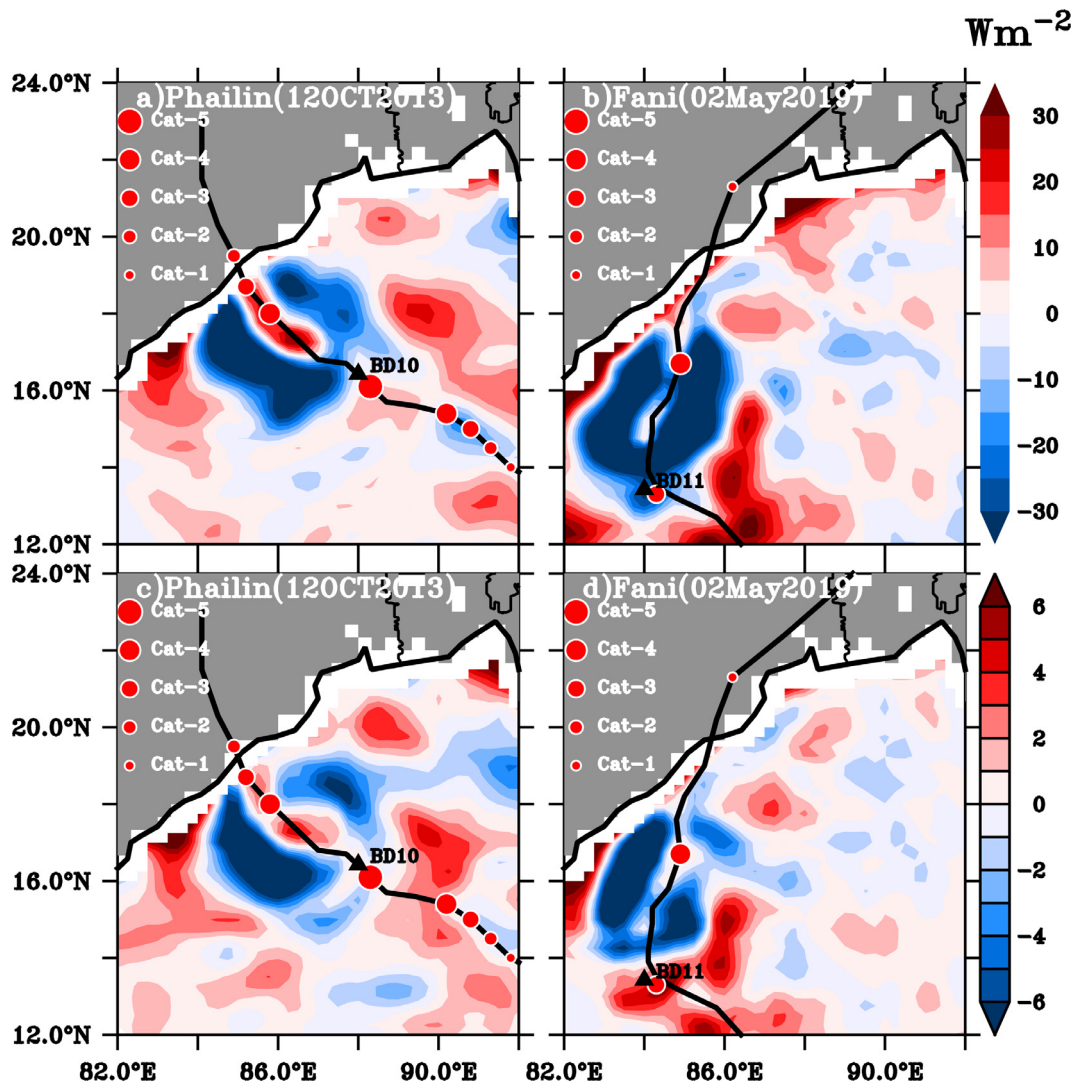 Wm⁻²
a)Phailin(12OCT2013)
Cat-5
Cat-4
Cat-3
Cat-2
Cat-1
BD10
24.0°N
20.0°N
16.0°N
12.0°N
b)Fani(02May2019)
Cat-5
Cat-4
Cat-3
Cat-2
Cat-1
BD11
30
20
10
0
-10
-20
-30
c)Phailin(12OCT2013)
Cat-5
Cat-4
Cat-3
Cat-2
Cat-1
BD10
24.0°N
20.0°N
16.0°N
12.0°N
82.0°E
86.0°E
90.0°E
d)Fani(02May2019)
Cat-5
Cat-4
Cat-3
Cat-2
Cat-1
BD11
82.0°E
86.0°E
90.0°E
6
4
2
0
-2
-4
-6